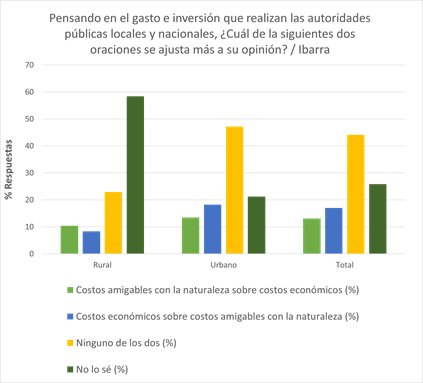 Pensando en el gasto e inversión que realizan las autoridades
públicas locales y nacionales, ¿Cuál de la siguientes dos
oraciones se ajusta más a su opinión? / Ibarra
% Respuestas
70
60
50
40
30
20
10
0
Rural
Urbano
Total
Costos amigables con la naturaleza sobre costos económicos (%)
Costos económicos sobre costos amigables con la naturaleza (%)
Ninguno de los dos (%)
No lo sé (%)